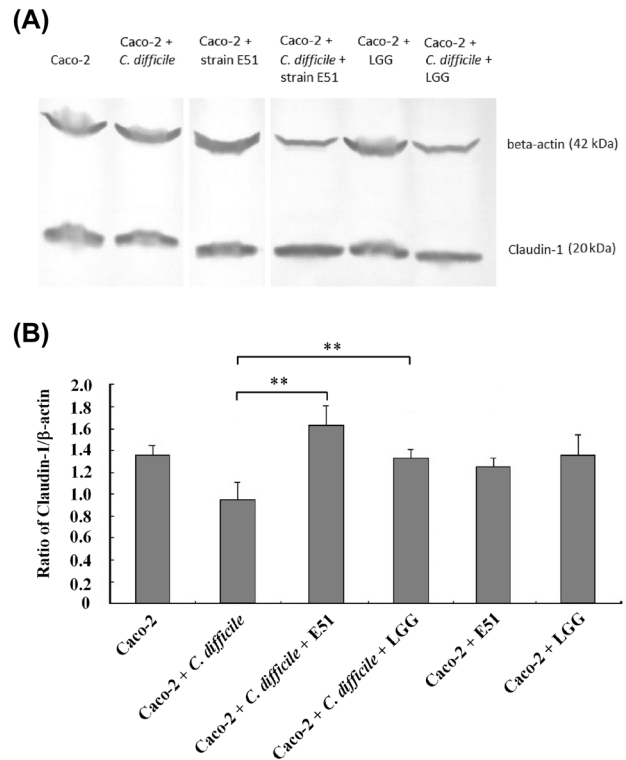 (A)
Caco-2
Caco-2 +
C. difficile
Caco-2 +
strain E51
Caco-2 +
C. difficile +
strain E51
Caco-2 +
LGG
Caco-2 +
C. difficile +
LGG
beta-actin (42 kDa)
Claudin-1 (20 kDa)
(B)
**
**
Ratio of Claudin-1/β-actin
2.0
1.8
1.6
1.4
1.2
1.0
0.8
0.6
0.4
0.2
0
Caco-2
Caco-2 + C. difficile
Caco-2 + C. difficile + E51
Caco-2 + C. difficile + LGG
Caco-2 + E51
Caco-2 + LGG